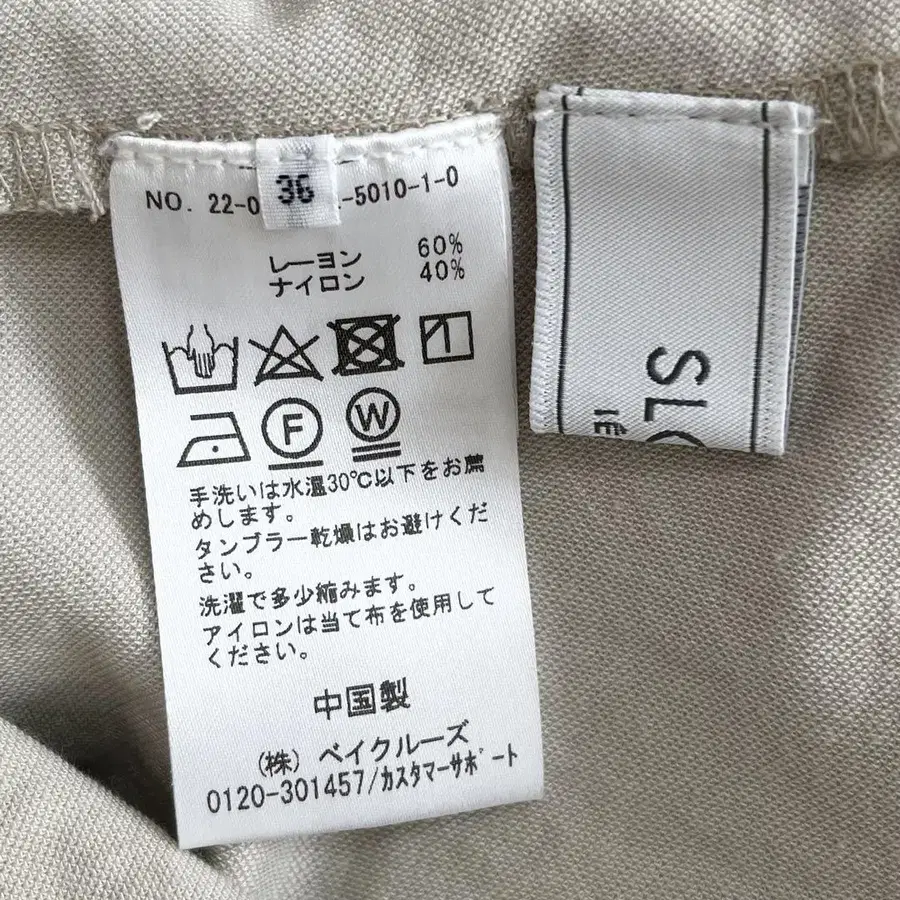 36
NO. 22-0 -5010-1-0
レーヨン 60%
ナイロン 40%
F
W
手洗いは水温30℃以下をお薦
めします。
タンブラー乾燥はお避けくだ
さい。
洗濯で多少縮みます。
アイロンは当て布を使用して
ください。
中国製
(株) ベイクルーズ
0120-301457/カスタマーサポート
SLO
IÉ